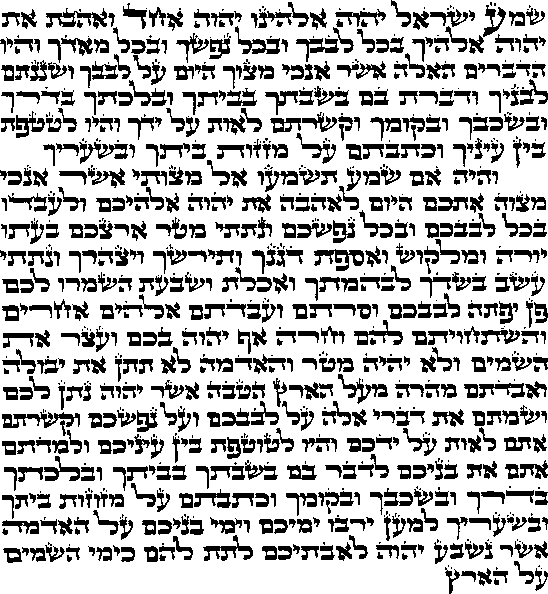 שמע ישראל יהוה אלהינו יהוה אחד ואהבת את
יהוה אלהיך בכל לבבך ובכל נפשך ובכל מאדך והיו
הדברים האלה אשר אנכי מצוך היום על לבבך ושננתם
לבניך ודברת בם בשבתך בביתך ובלכתך בדרך
ובשכבך ובקומך וקשרתם לאות על ידך והיו לטטפת
בין עיניך וכתבתם על מזזות ביתך ובשעריך
והיה אם שמע תשמעו אל מצותי אשר אנכי
מצוה אתכם היום לאהבה את יהוה אלהיכם ולעבדו
בכל לבבכם ובכל נפשכם ונתתי מטר ארצכם בעתו
יורה ומלקוש ואספת דגנך ותירשך ויצהרך ונתתי
עשב בשדך לבהמתך ואכלת ושבעת השמרו לכם
פן יפתה לבבכם וסרתם ועבדתם אלהים אחרים
והשתחויתם להם וחרה אף יהוה בכם ועצר את
השמים ולא יהיה מטר והאדמה לא תתן את יבולה
ואבדתם מהרה מעל הארץ הטבה אשר יהוה נתן לכם
ושמתם את דברי אלה על לבבכם ועל נפשכם וקשרתם
אתם לאות על ידכם והיו לטוטפת בין עיניכם ולמדתם
אתם את בניכם לדבר בם בשבתך בביתך ובלכתך
בדרך ובשכבך ובקומך וכתבתם על מזוזות ביתך
ובשעריך למען ירבו ימיכם וימי בניכם על האדמה
אשר נשבע יהוה לאבתיכם לתת להם כימי השמים
על הארץ